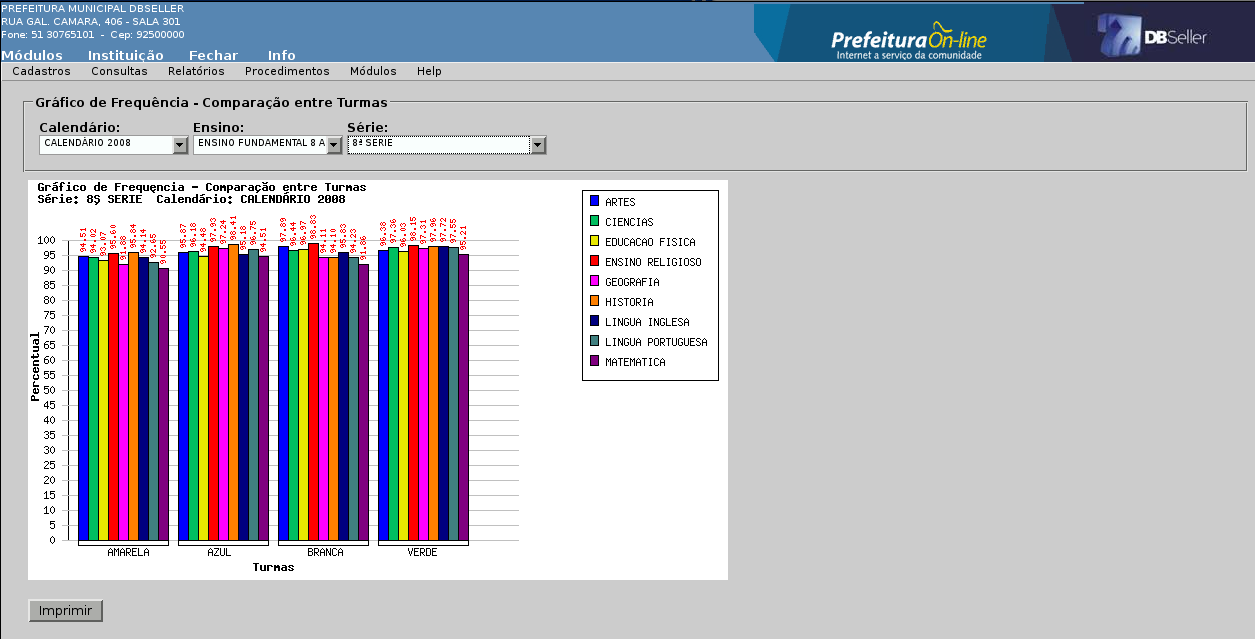 PREFEITURA MUNICIPAL DBSELLER
RUA GAL. CAMARA, 406 - SALA 301
Fone: 51 30765101 - Cep: 92500000
Prefeitura On-line
Internet a serviço da comunidade
DBSeller
Módulos Instituição Fechar Info
Cadastros Consultas Relatórios Procedimentos Módulos Help
Gráfico de Frequência - Comparação entre Turmas
Calendário: Ensino: Série:
CALENDÁRIO 2008 ENSINO FUNDAMENTAL 8 A 8ª SERIE
Gráfico de Frequência - Comparação entre Turmas
Série: 8$ SERIE Calendário: CALENDÁRIO 2008
94.51 94.02 93.07 95.60 91.88 95.84 94.14 92.65 90.55
95.87 96.18 94.48 97.93 97.24 98.41 95.18 96.75 94.51
97.89 96.44 96.97 98.83 94.11 94.10 95.83 94.23 91.86
96.38 97.36 96.03 98.15 97.31 97.96 97.72 97.55 95.21
100
95
90
85
80
75
70
65
60
55
50
45
40
35
30
25
20
15
10
5
0
Percentual
AMARELA AZUL BRANCA VERDE
Turmas
ARTES
CIENCIAS
EDUCACAO FISICA
ENSINO RELIGIOSO
GEOGRAFIA
HISTORIA
LINGUA INGLESA
LINGUA PORTUGUESA
MATEMATICA
Imprimir